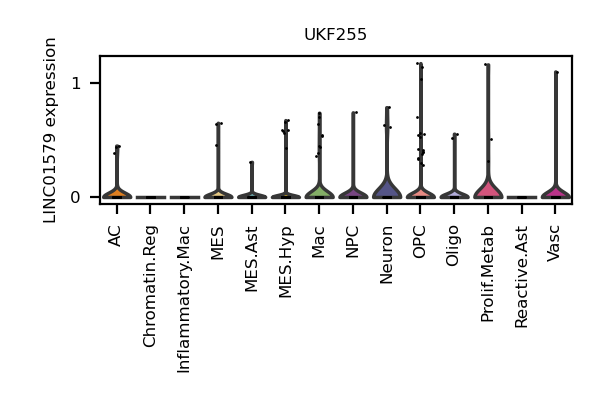 UKF255
LINC01579 expression
1
0
AC
Chromatin.Reg
Inflammatory.Mac
MES
MES.Ast
MES.Hyp
Mac
NPC
Neuron
OPC
Oligo
Prolif.Metab
Reactive.Ast
Vasc